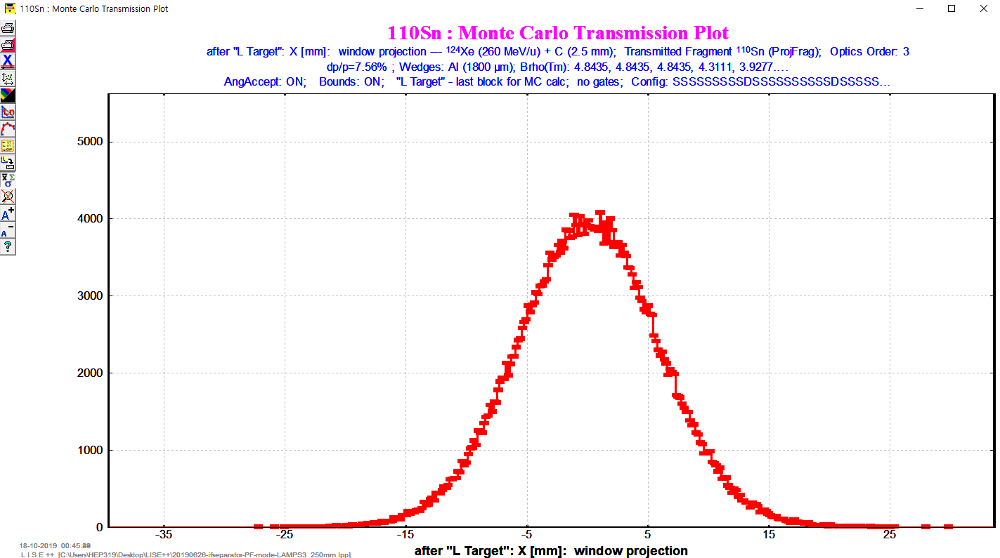 110Sn : Monte Carlo Transmission Plot
110Sn : Monte Carlo Transmission Plot
after "L Target": X [mm]: window projection --- ¹²⁴Xe (260 MeV/u) + C (2.5 mm); Transmitted Fragment ¹¹⁰Sn (ProjFrag); Optics Order: 3
dp/p=7.56% ; Wedges: Al (1800 µm); Brho(Tm): 4.8435, 4.8435, 4.8435, 4.3111, 3.9277....
AngAccept: ON; Bounds: ON; "L Target" - last block for MC calc; no gates; Config: SSSSSSSSSDSSSSSSSSSSDSSSSS...
X
Ln
x̄ Σ
σ
A+
A-
?
5000
4000
3000
2000
1000
0
-35 -25 -15 -5 5 15 25
after "L Target": X [mm]: window projection
18-10-2019
L I S E ++ [C:\Users\HEP319\Desktop\LISE++\20190626-ifseparator-PF-mode-LAMPS3_250mm.lpp]